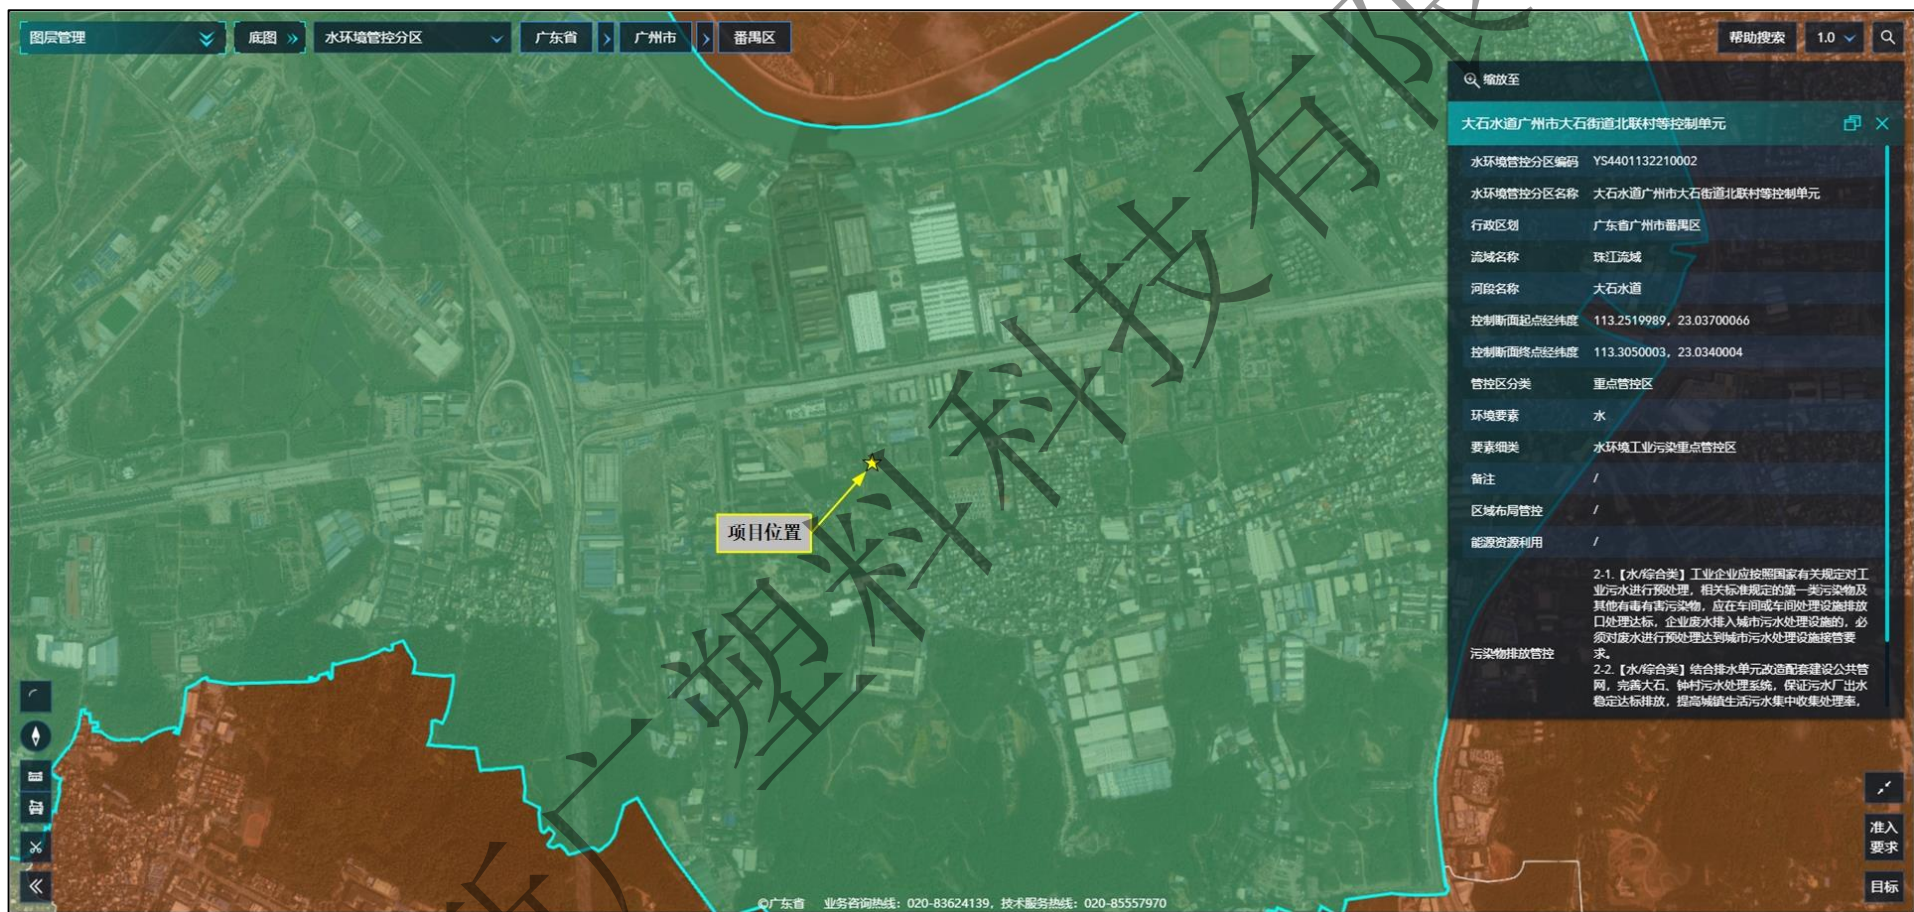 图层管理
底图
水环境管控分区
广东省
广州市
番禺区
帮助搜索
1.0
缩放至
大石水道广州市大石街道北联村等控制单元
水环境管控分区编码 YS4401132210002
水环境管控分区名称 大石水道广州市大石街道北联村等控制单元
行政区划 广东省广州市番禺区
流域名称 珠江流域
河段名称 大石水道
控制断面起点经纬度 113.2519989，23.03700066
控制断面终点经纬度 113.3050003，23.0340004
管控区分类 重点管控区
环境要素 水
要素细类 水环境工业污染重点管控区
备注 /
区域布局管控 /
能源资源利用 /
污染物排放管控
2-1.【水/综合类】工业企业应按照国家有关规定对工
业污水进行预处理，相关标准规定的第一类污染物及
其他有毒有害污染物，应在车间或车间处理设施排放
口处理达标，企业废水排入城市污水处理设施的，必
须对废水进行预处理达到城市污水处理设施接管要
求。
2-2.【水/综合类】结合排水单元改造配套建设公共管
网，完善大石、钟村污水处理系统，保证污水厂出水
稳定达标排放，提高城镇生活污水集中收集处理率，
项目位置
准入
要求
目标
©广东省 业务咨询热线：020-83624139，技术服务热线：020-85557970
广塑料科技有限